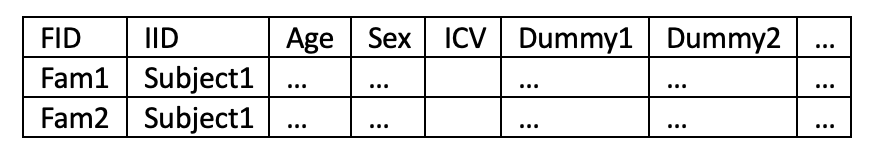 FID IID Age Sex ICV Dummy1 Dummy2 ...
Fam1 Subject1 ... ... ... ... ...
Fam2 Subject1 ... ... ... ... ...